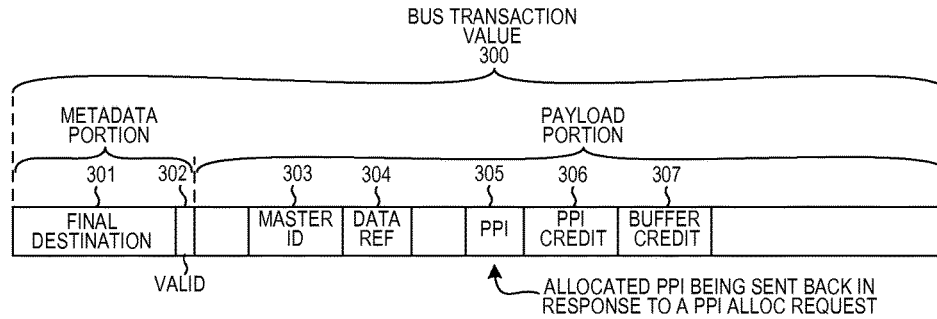 BUS TRANSACTION
VALUE
300
METADATA
PORTION
PAYLOAD
PORTION
301
302
303
304
305
306
307
FINAL
DESTINATION
MASTER
ID
DATA
REF
PPI
PPI
CREDIT
BUFFER
CREDIT
VALID
ALLOCATED PPI BEING SENT BACK IN
RESPONSE TO A PPI ALLOC REQUEST